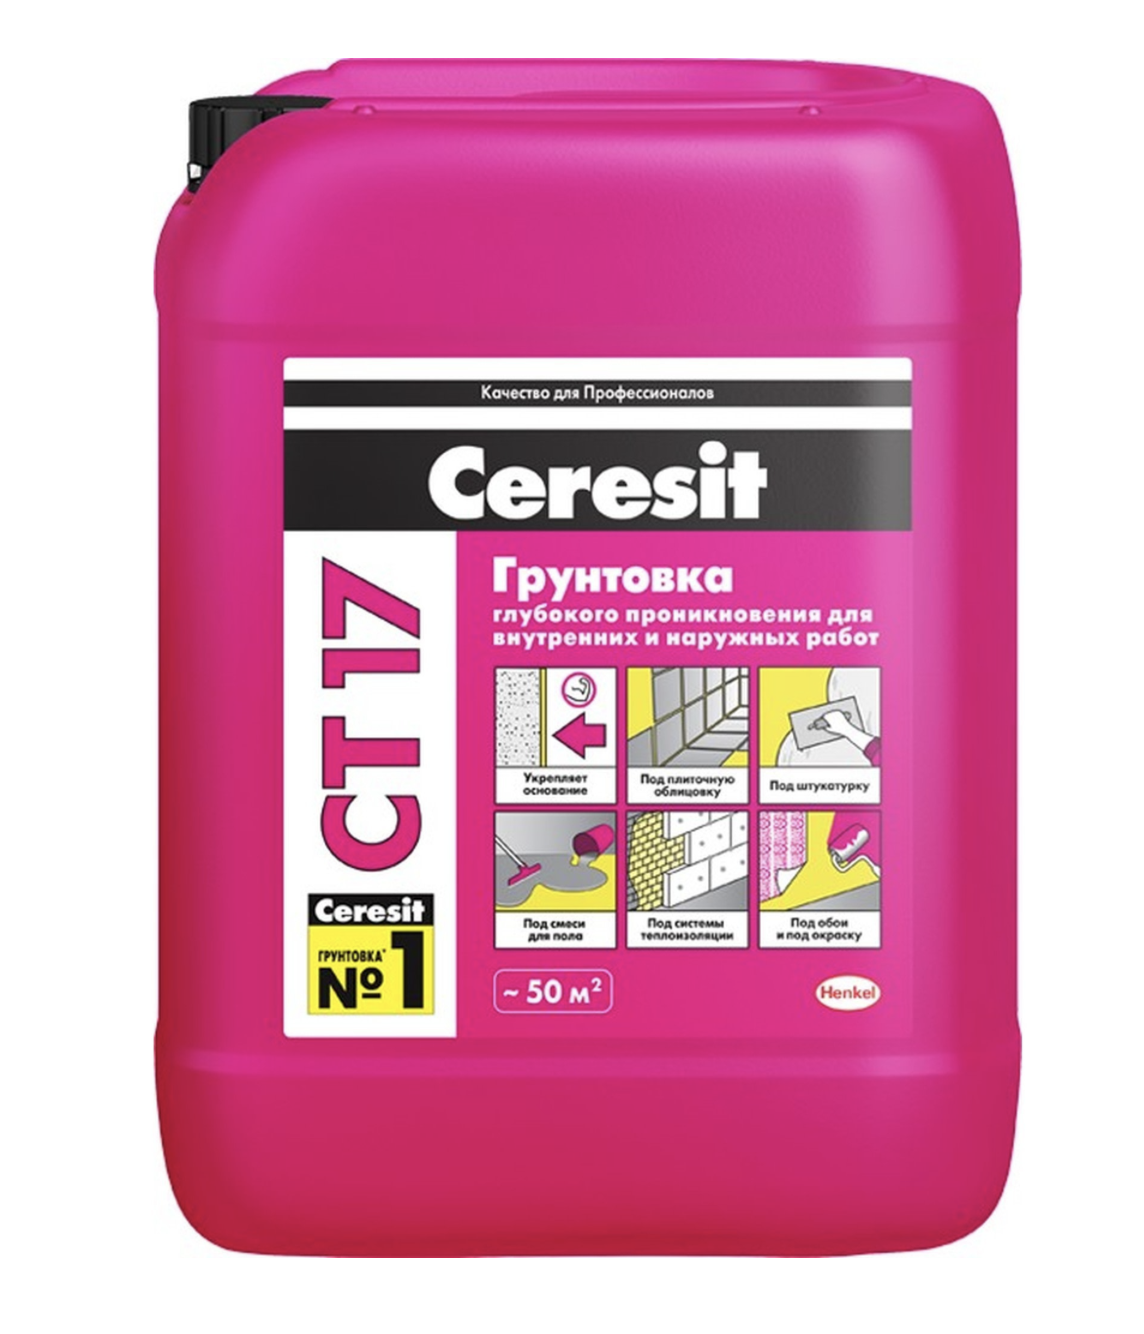 Качество для Профессионалов
Ceresit
CT 17
Грунтовка
глубокого проникновения для
внутренних и наружных работ
Укрепляет
основание
Под плиточную
облицовку
Под штукатурку
Под смеси
для пола
Под системы
теплоизоляции
Под обои
и под окраску
Ceresit
ГРУНТОВКА*
№1
~ 50 м²
Henkel